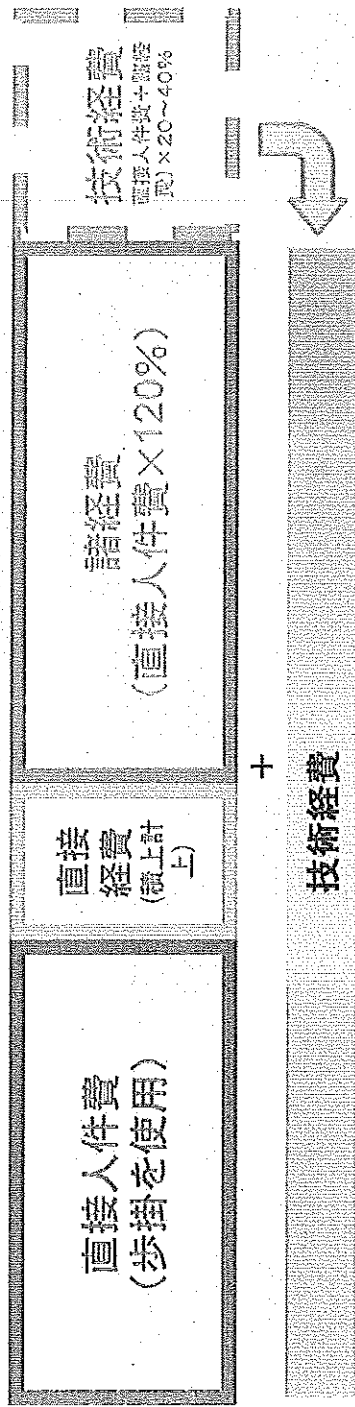 直接人件費
(歩掛を使用)
直接
経費
(積上計
上)
諸経費
(直接人件費×120%)
技術経費
直接人件費+諸経
費)×20~40%
+
技術経費